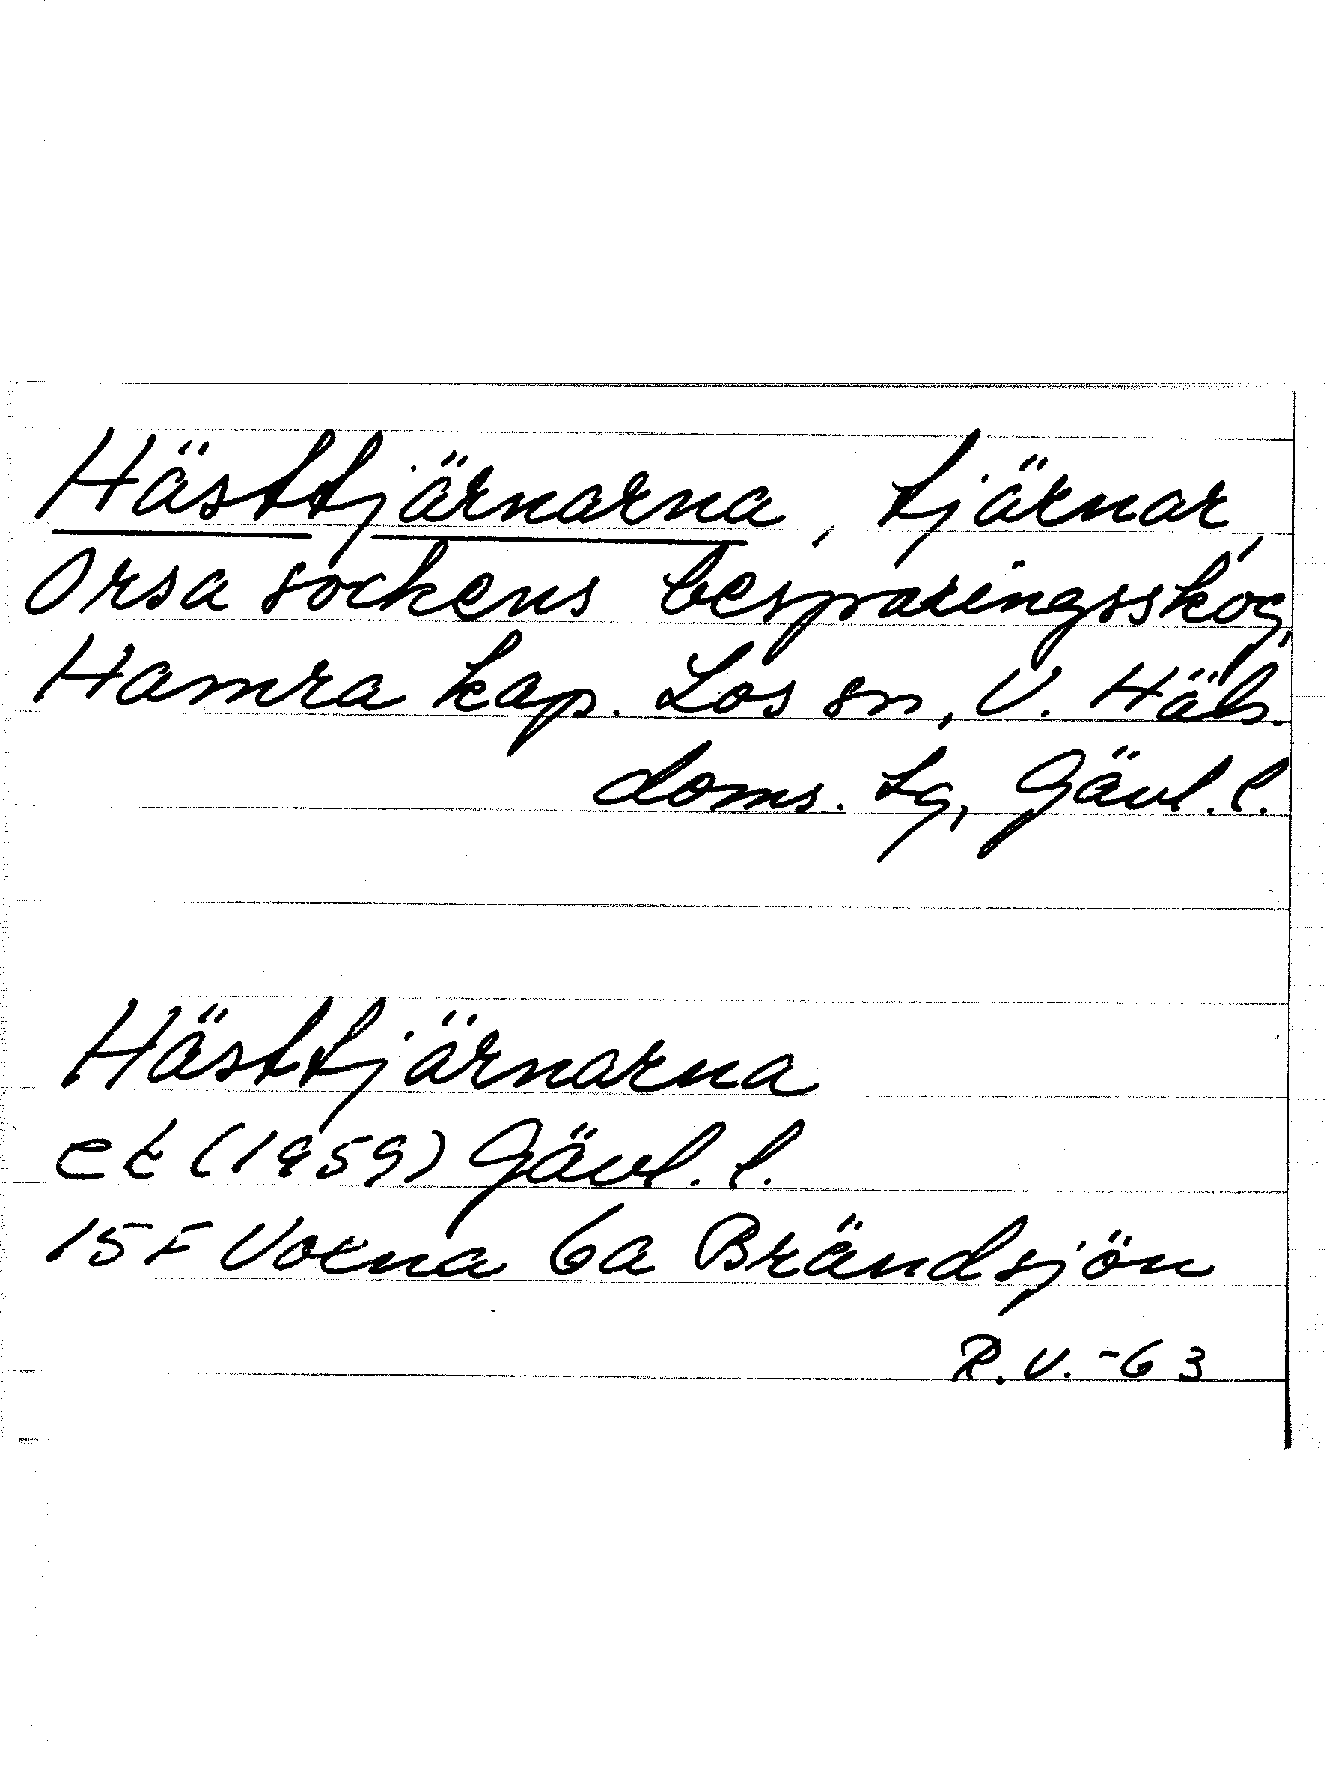 Hästtjärnarna, tjärnar,
Orsa sockens besparingsskog,
Hamra kap. Los sn, V. Häls.
doms. lg, Gävl. l.
Hästtjärnarna
ek (1959) Gävl. l.
15 F Voxna 6a Brändsjön
R.V. -63